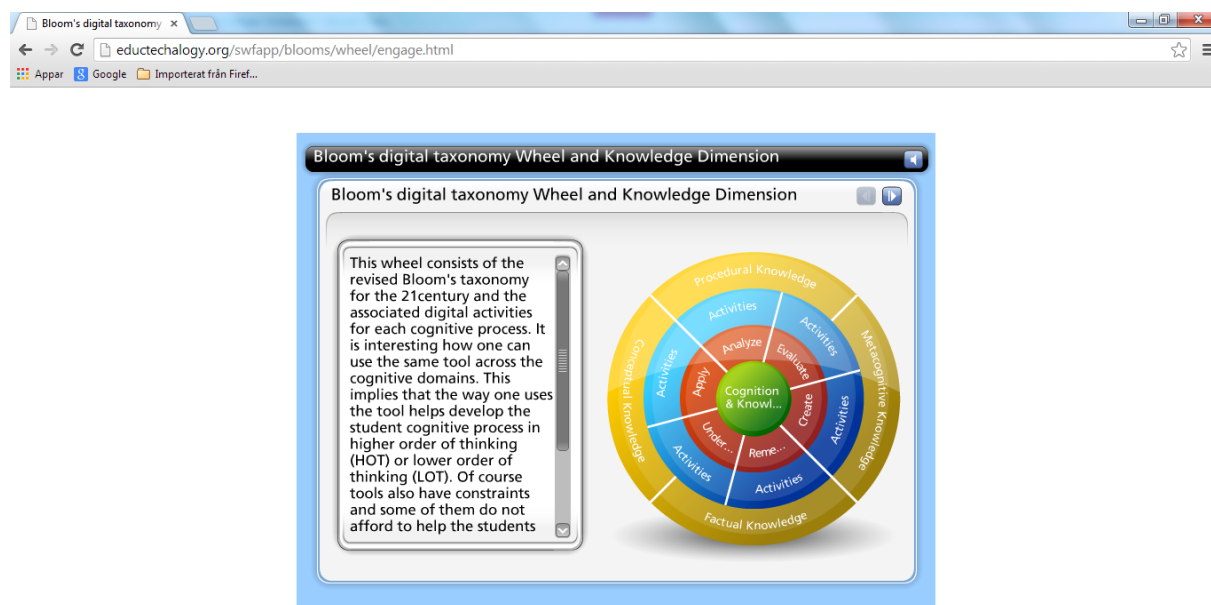 Bloom's digital taxonomy
eductechalogy.org/swfapp/blooms/wheel/engage.html
Appar Google Importerat från Firef...
Bloom's digital taxonomy Wheel and Knowledge Dimension
Bloom's digital taxonomy Wheel and Knowledge Dimension
This wheel consists of the
revised Bloom's taxonomy
for the 21century and the
associated digital activities
for each cognitive process. It
is interesting how one can
use the same tool across the
cognitive domains. This
implies that the way one uses
the tool helps develop the
student cognitive process in
higher order of thinking
(HOT) or lower order of
thinking (LOT). Of course
tools also have constraints
and some of them do not
afford to help the students
Procedural Knowledge
Metacognitive Knowledge
Factual Knowledge
Conceptual Knowledge
Activities
Activities
Activities
Activities
Activities
Activities
Analyze
Evaluate
Create
Reme...
Under...
Apply
Cognition
& Knowl...